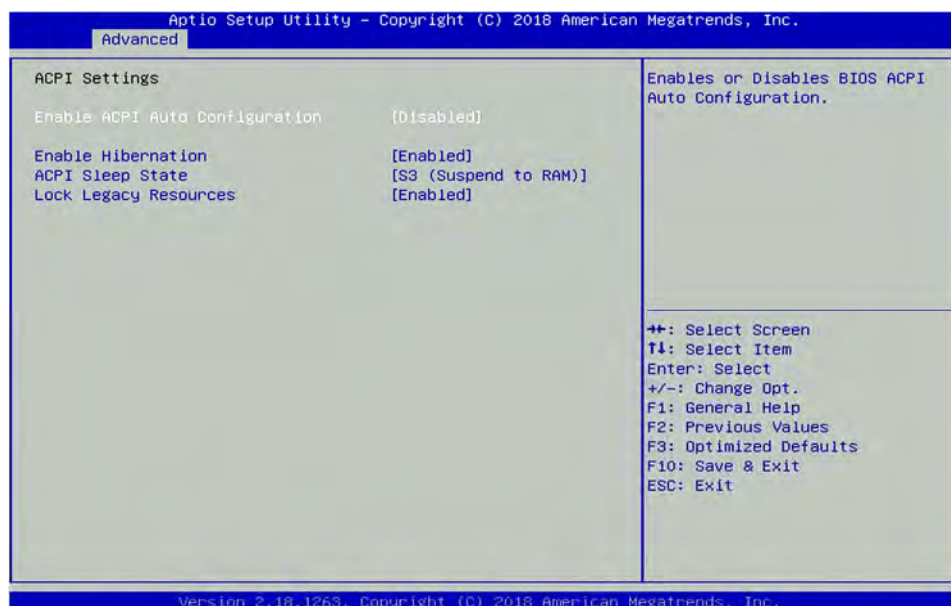 Aptio Setup Utility – Copyright (C) 2018 American Megatrends, Inc.
Advanced
ACPI Settings
Enable ACPI Auto Configuration [Disabled]
Enable Hibernation [Enabled]
ACPI Sleep State [S3 (Suspend to RAM)]
Lock Legacy Resources [Enabled]
Enables or Disables BIOS ACPI
Auto Configuration.
→←: Select Screen
↑↓: Select Item
Enter: Select
+/-: Change Opt.
F1: General Help
F2: Previous Values
F3: Optimized Defaults
F10: Save & Exit
ESC: Exit
Version 2.18.1263. Copyright (C) 2018 American Megatrends, Inc.